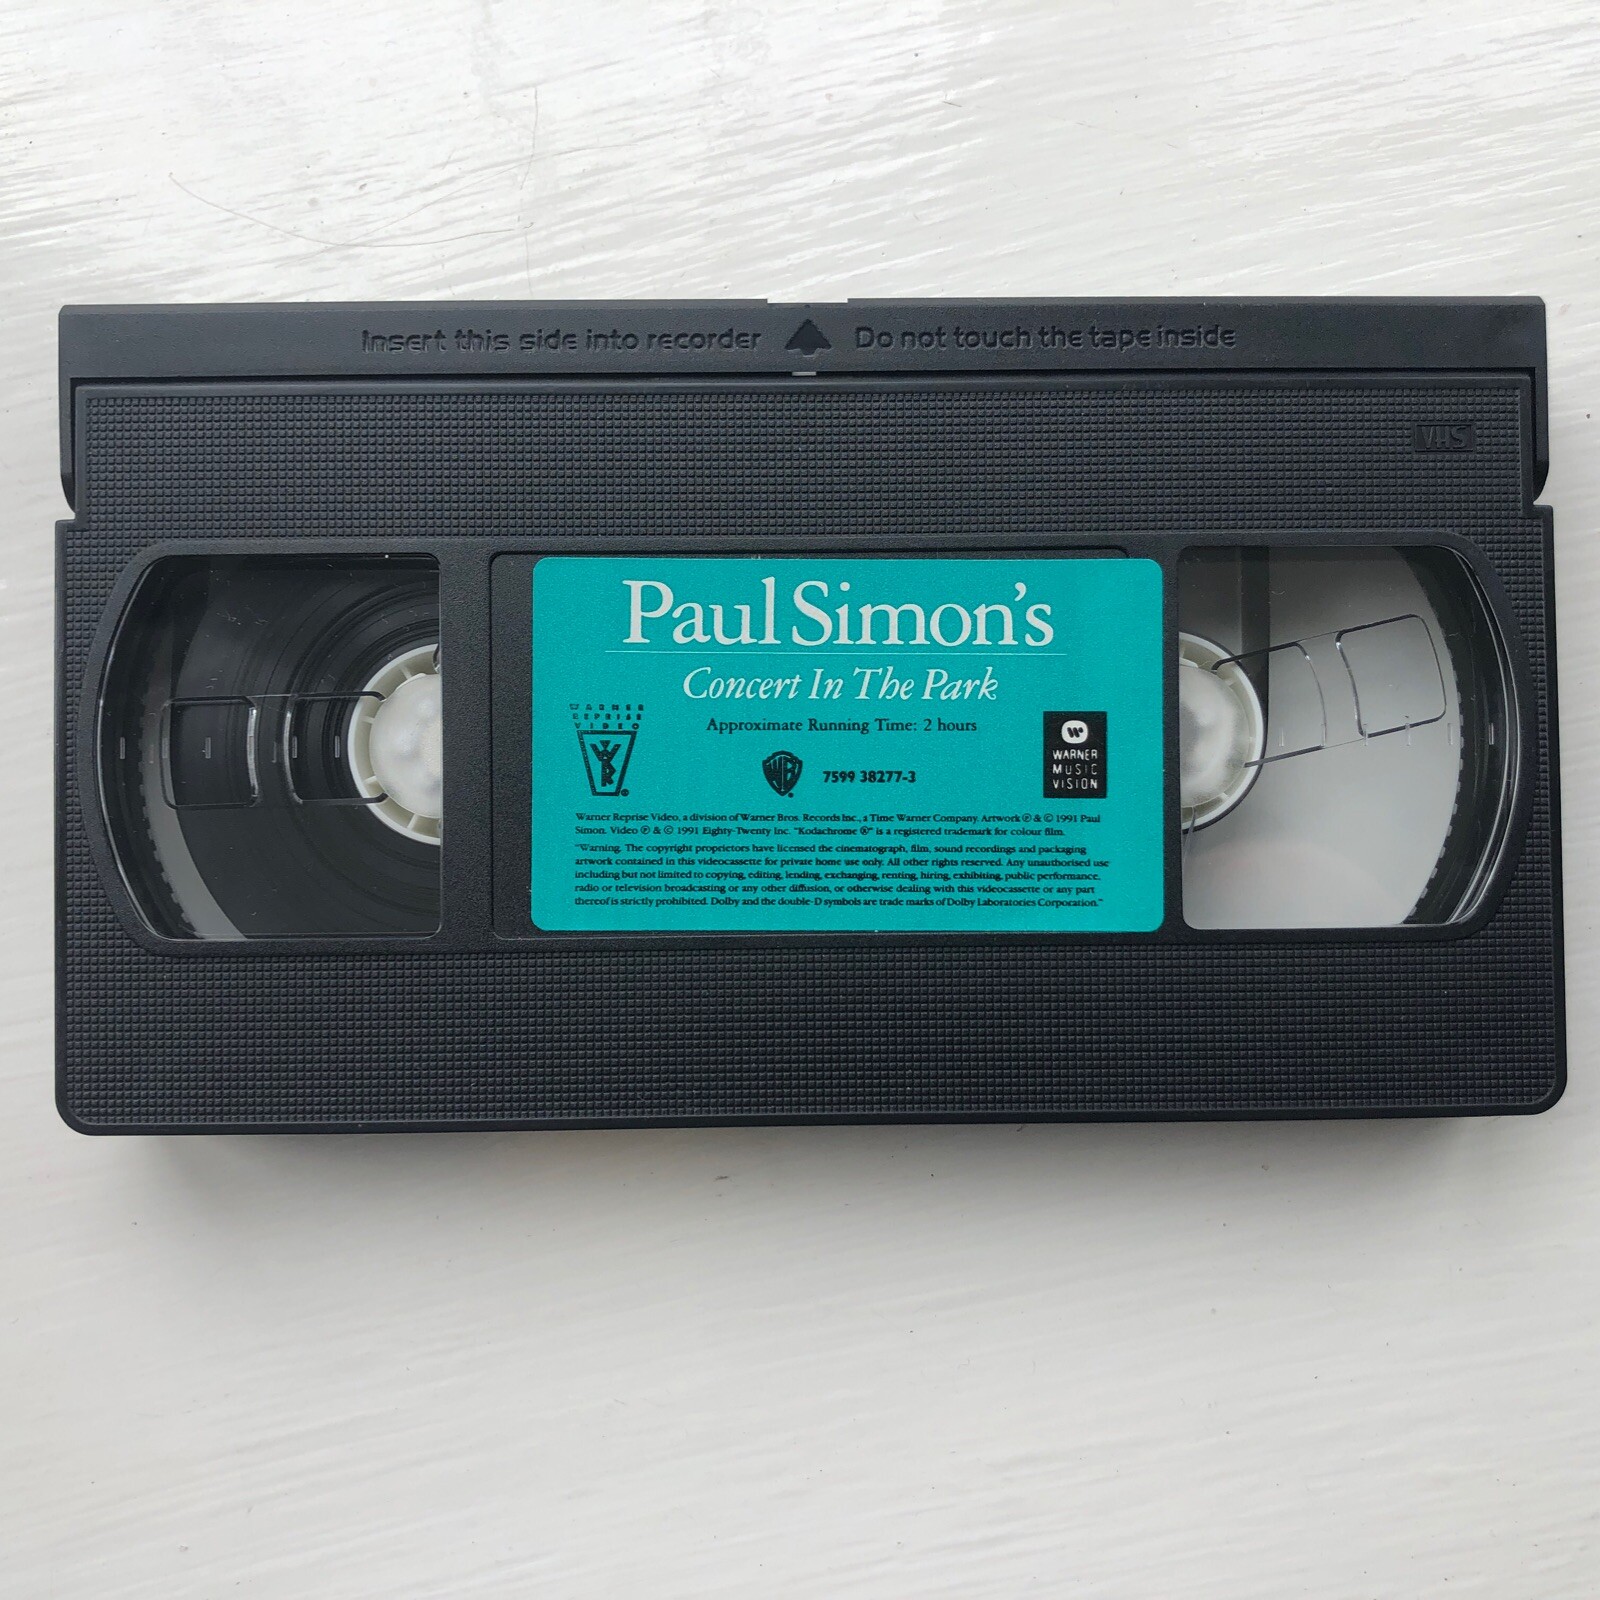 Insert this side into recorder Do not touch the tape inside
VHS
Paul Simon's
Concert In The Park
Approximate Running Time: 2 hours
WARNER
REPRISE
VIDEO
WRV
®
WB
®
7599 38277-3
WARNER
MUSIC
VISION
Warner Reprise Video, a division of Warner Bros. Records Inc., a Time Warner Company. Artwork ℗ & © 1991 Paul
Simon. Video ℗ & © 1991 Eighty-Twenty Inc. "Kodachrome ®" is a registered trademark for colour film.
"Warning. The copyright proprietors have licensed the cinematograph, film, sound recordings and packaging
artwork contained in this videocassette for private home use only. All other rights reserved. Any unauthorised use
including but not limited to copying, editing, lending, exchanging, renting, hiring, exhibiting, public performance,
radio or television broadcasting or any other diffusion, or otherwise dealing with this videocassette or any part
thereof is strictly prohibited. Dolby and the double-D symbols are trade marks of Dolby Laboratories Corporation."